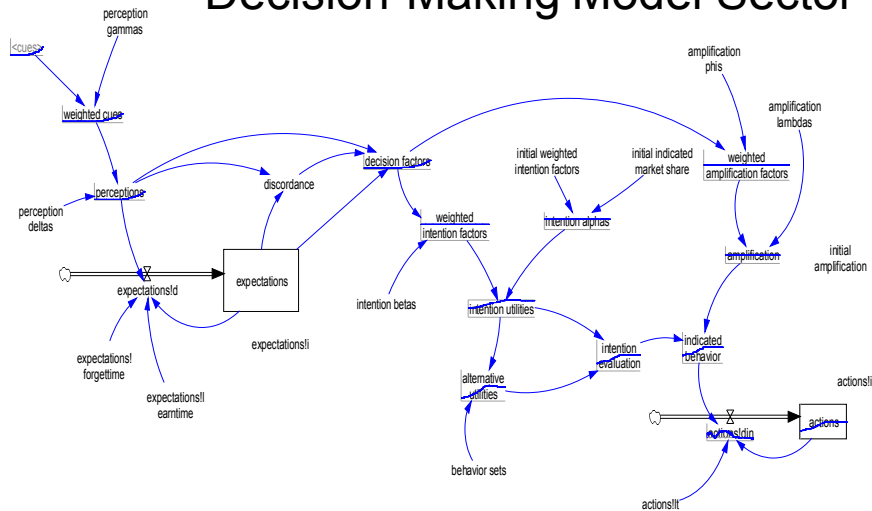 Decision-Making Model Sector
perception
gammas
<cues>
weighted cues
perceptions
perception
deltas
discordance
decision factors
expectations
expectations!d
expectations!i
expectations!
forgettime
expectations!l
earntime
weighted
intention factors
intention betas
initial weighted
intention factors
initial indicated
market share
intention alphas
intention utilities
alternative
utilities
behavior sets
intention
evaluation
amplification
phis
amplification
lambdas
weighted
amplification factors
amplification
initial
amplification
indicated
behavior
actions!i
actions
actions!din
actions!lt